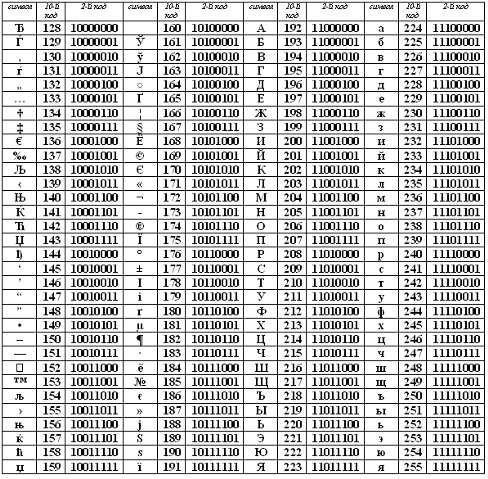 символ 10-й код 2-й код символ 10-й код 2-й код символ 10-й код 2-й код символ 10-й код 2-й код
Ђ 128 10000000 160 10100000 А 192 11000000 а 224 11100000
Ѓ 129 10000001 Ў 161 10100001 Б 193 11000001 б 225 11100001
‚ 130 10000010 ў 162 10100010 В 194 11000010 в 226 11100010
ѓ 131 10000011 Ј 163 10100011 Г 195 11000011 г 227 11100011
„ 132 10000100 ¤ 164 10100100 Д 196 11000100 д 228 11100100
… 133 10000101 Ґ 165 10100101 Е 197 11000101 е 229 11100101
† 134 10000110 ¦ 166 10100110 Ж 198 11000110 ж 230 11100110
‡ 135 10000111 § 167 10100111 З 199 11000111 з 231 11100111
€ 136 10001000 Ё 168 10101000 И 200 11001000 и 232 11101000
‰ 137 10001001 © 169 10101001 Й 201 11001001 й 233 11101001
Љ 138 10001010 Є 170 10101010 К 202 11001010 к 234 11101010
‹ 139 10001011 « 171 10101011 Л 203 11001011 л 235 11101011
Њ 140 10001100 ¬ 172 10101100 М 204 11001100 м 236 11101100
Ќ 141 10001101 - 173 10101101 Н 205 11001101 н 237 11101101
Ћ 142 10001110 ® 174 10101110 О 206 11001110 о 238 11101110
Џ 143 10001111 Ї 175 10101111 П 207 11001111 п 239 11101111
ђ 144 10010000 ° 176 10110000 Р 208 11010000 р 240 11110000
‘ 145 10010001 ± 177 10110001 С 209 11010001 с 241 11110001
’ 146 10010010 І 178 10110010 Т 210 11010010 т 242 11110010
“ 147 10010011 і 179 10110011 У 211 11010011 у 243 11110011
” 148 10010100 ґ 180 10110100 Ф 212 11010100 ф 244 11110100
• 149 10010101 µ 181 10110101 Х 213 11010101 х 245 11110101
– 150 10010110 ¶ 182 10110110 Ц 214 11010110 ц 246 11110110
— 151 10010111 · 183 10110111 Ч 215 11010111 ч 247 11110111
□ 152 10011000 ё 184 10111000 Ш 216 11011000 ш 248 11111000
™ 153 10011001 № 185 10111001 Щ 217 11011001 щ 249 11111001
љ 154 10011010 є 186 10111010 Ъ 218 11011010 ъ 250 11111010
› 155 10011011 » 187 10111011 Ы 219 11011011 ы 251 11111011
њ 156 10011100 ј 188 10111100 Ь 220 11011100 ь 252 11111100
ќ 157 10011101 Ѕ 189 10111101 Э 221 11011101 э 253 11111101
ћ 158 10011110 ѕ 190 10111110 Ю 222 11011110 ю 254 11111110
џ 159 10011111 ї 191 10111111 Я 223 11011111 я 255 11111111